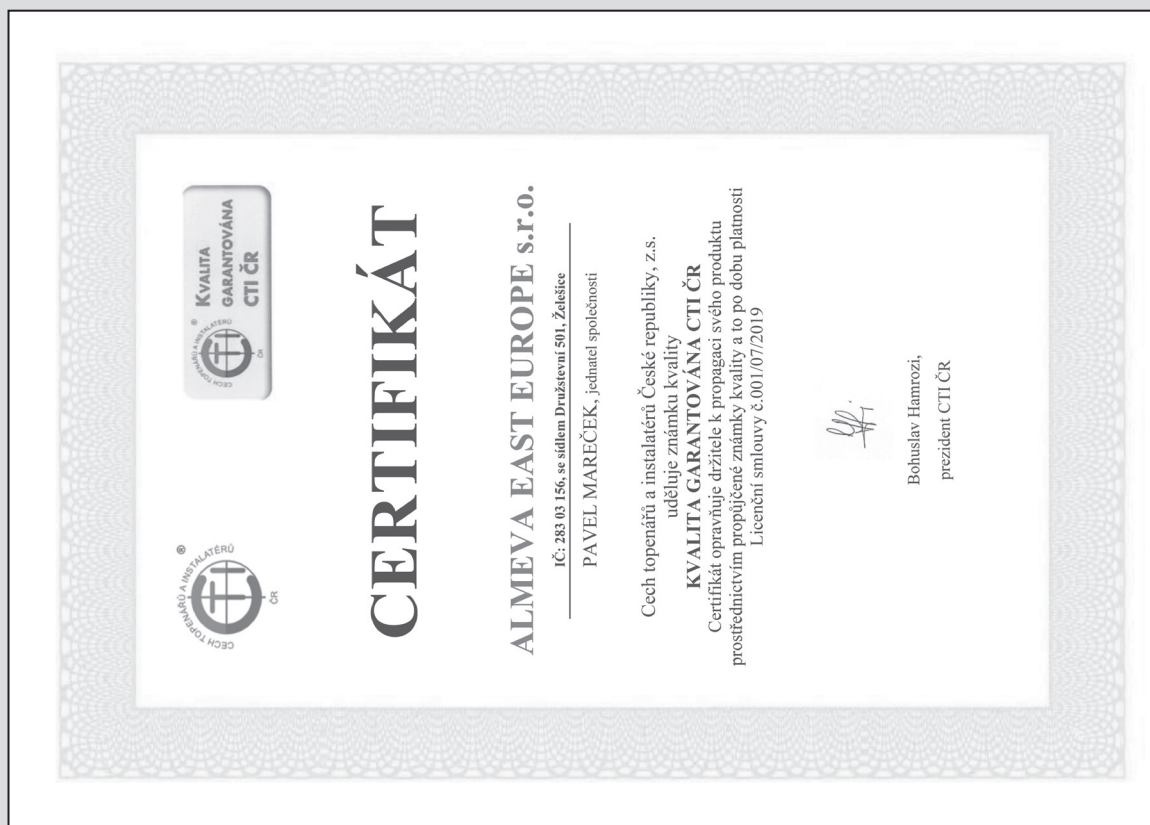 CECH TOPENÁŘŮ A INSTALATÉRŮ ®
CTI
ČR
CECH TOPENÁŘŮ A INSTALATÉRŮ ®
CTI
ČR
KVALITA
GARANTOVÁNA
CTI ČR
CERTIFIKÁT
ALMEVA EAST EUROPE s.r.o.
IČ: 283 03 156, se sídlem Družstevní 501, Želešice
PAVEL MAREČEK, jednatel společnosti
Cech topenářů a instalatérů České republiky, z.s.
uděluje známku kvality
KVALITA GARANTOVÁNA CTI ČR
Certifikát opravňuje držitele k propagaci svého produktu
prostřednictvím propůjčené známky kvality a to po dobu platnosti
Licenční smlouvy č.001/07/2019
Bohuslav Hamrozi,
prezident CTI ČR